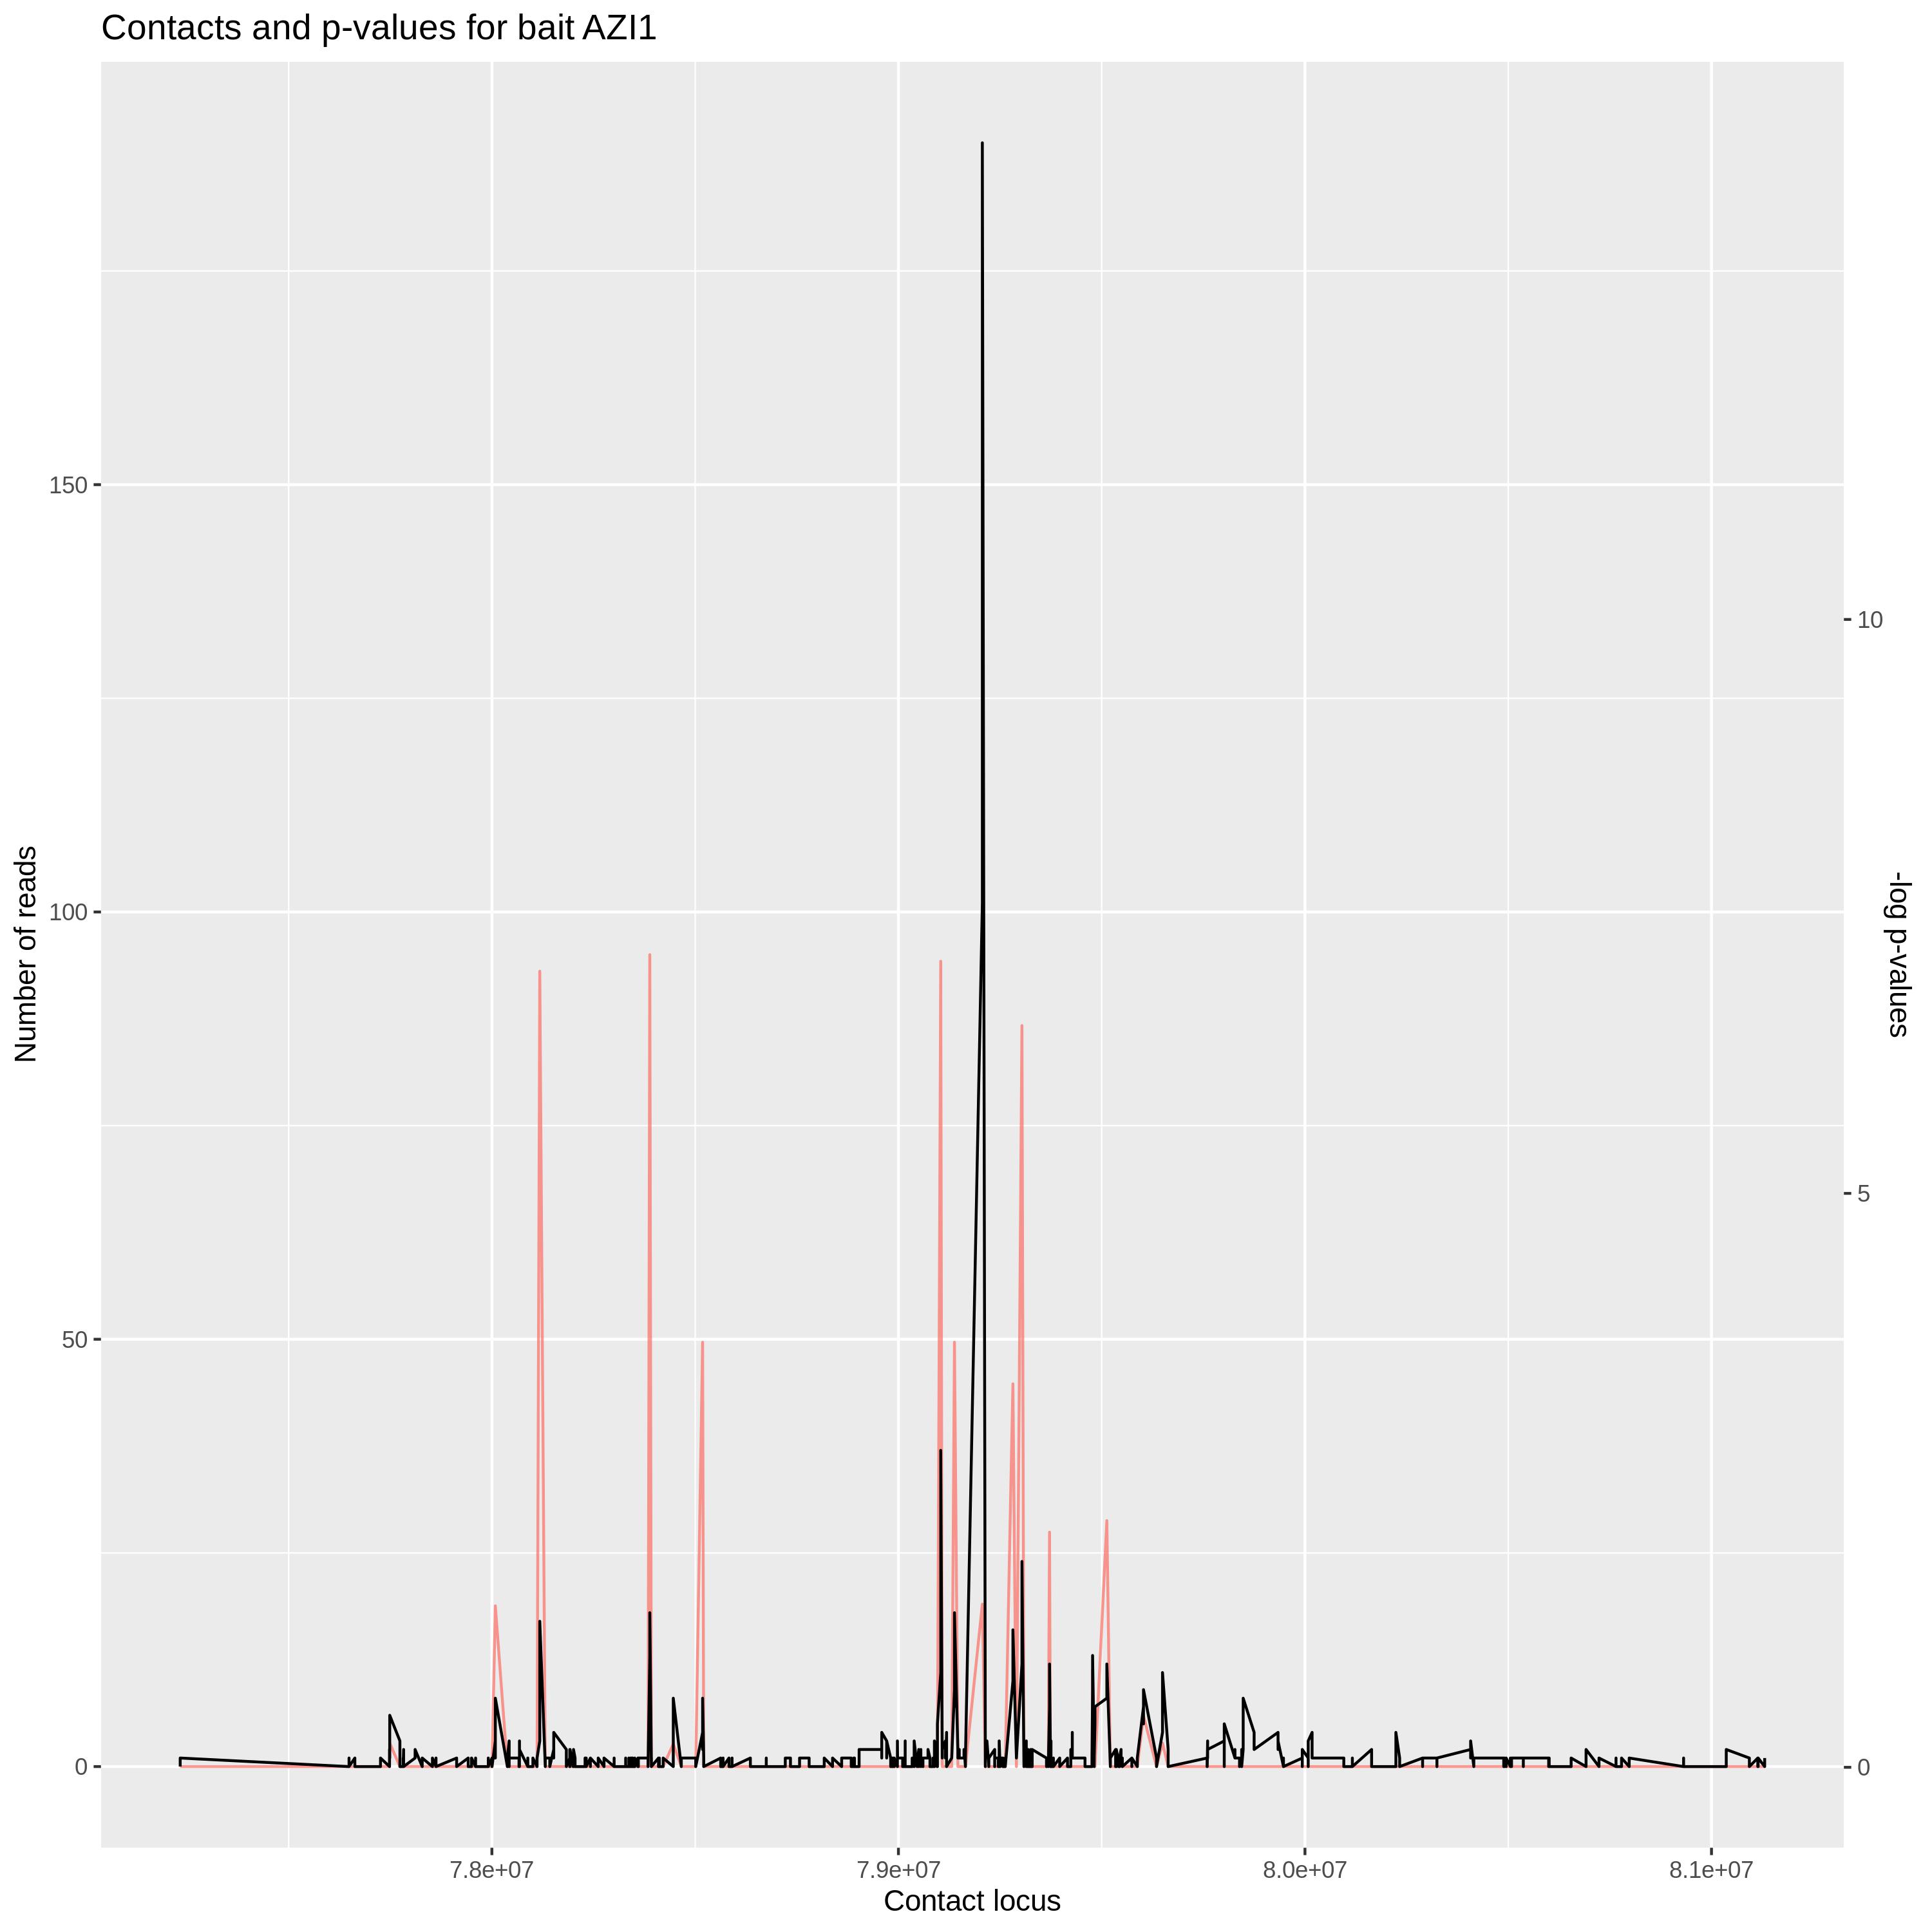 Contacts and p-values for bait AZI1
150
100
50
0
Number of reads
10
5
0
-log p-values
7.8e+07
7.9e+07
8.0e+07
8.1e+07
Contact locus